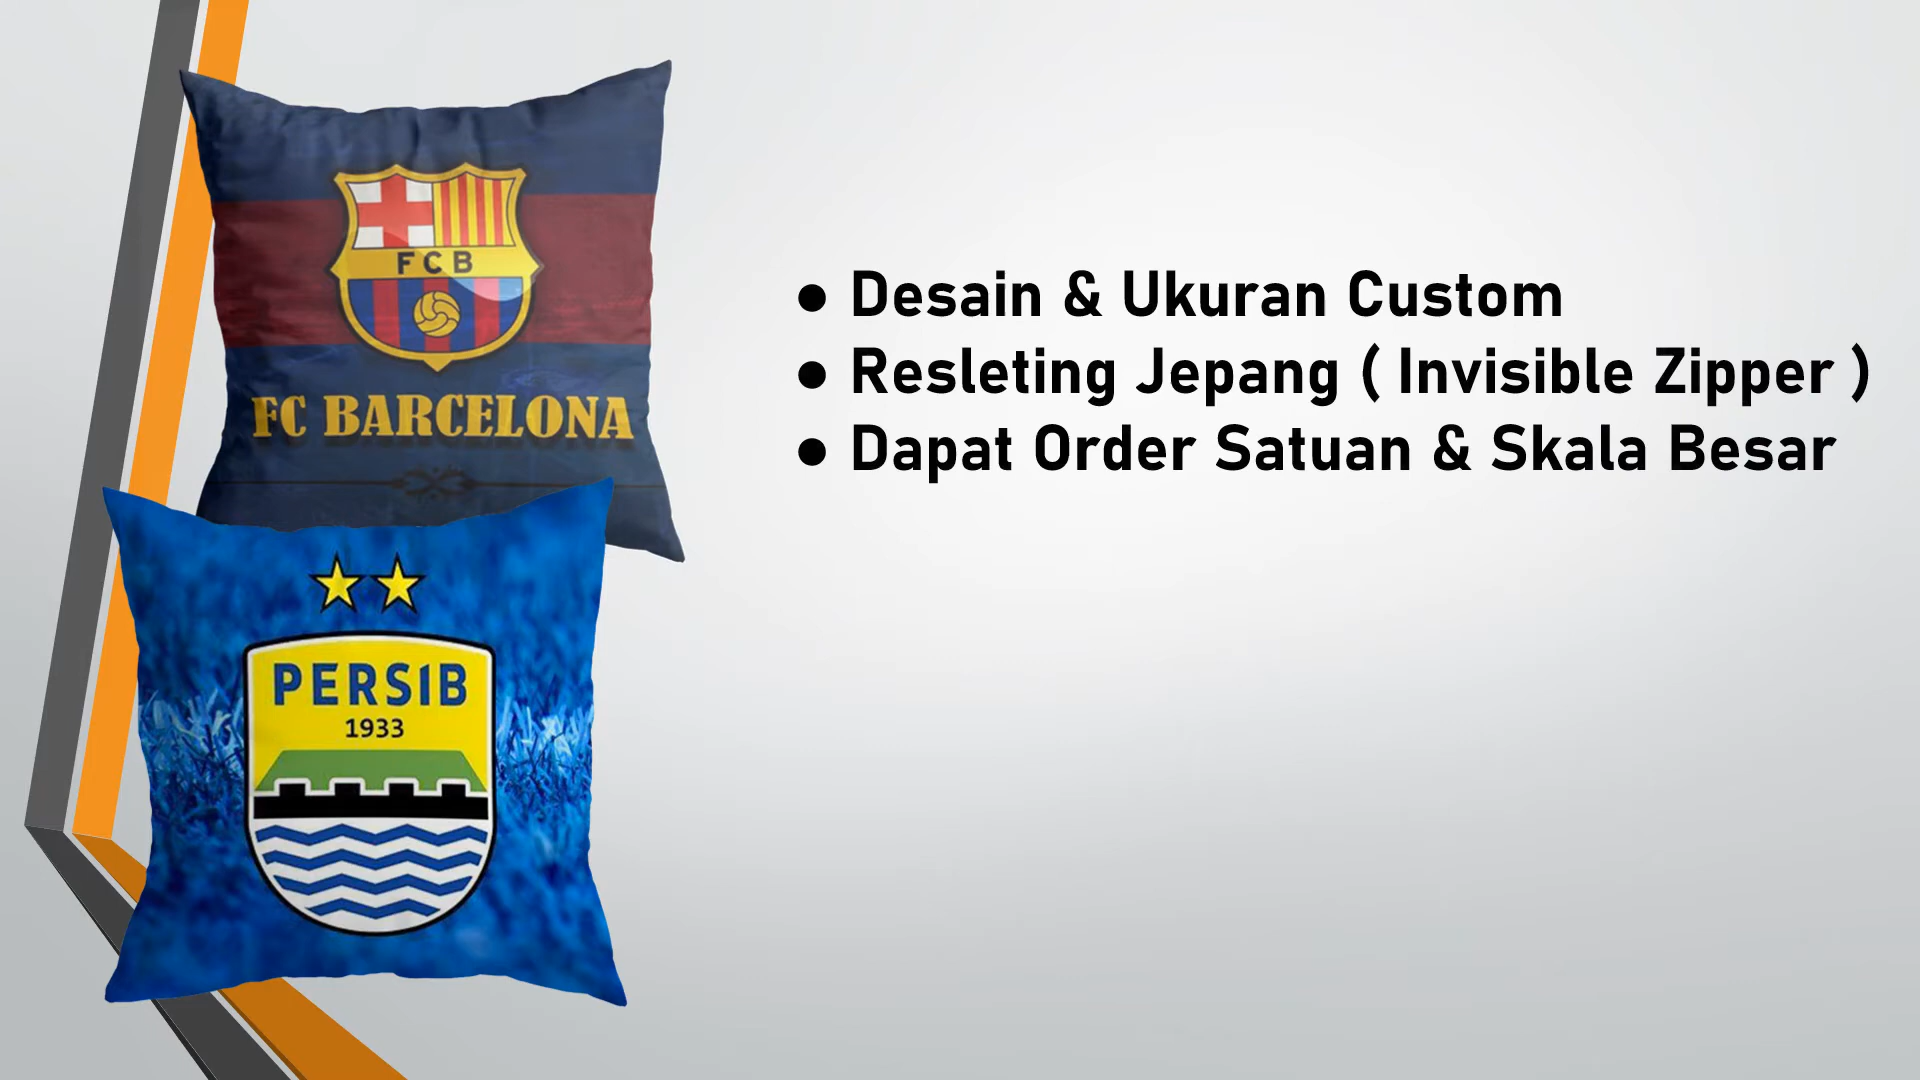 FCB
FC BARCELONA
PERSIB
1933
● Desain & Ukuran Custom
● Resleting Jepang ( Invisible Zipper )
● Dapat Order Satuan & Skala Besar